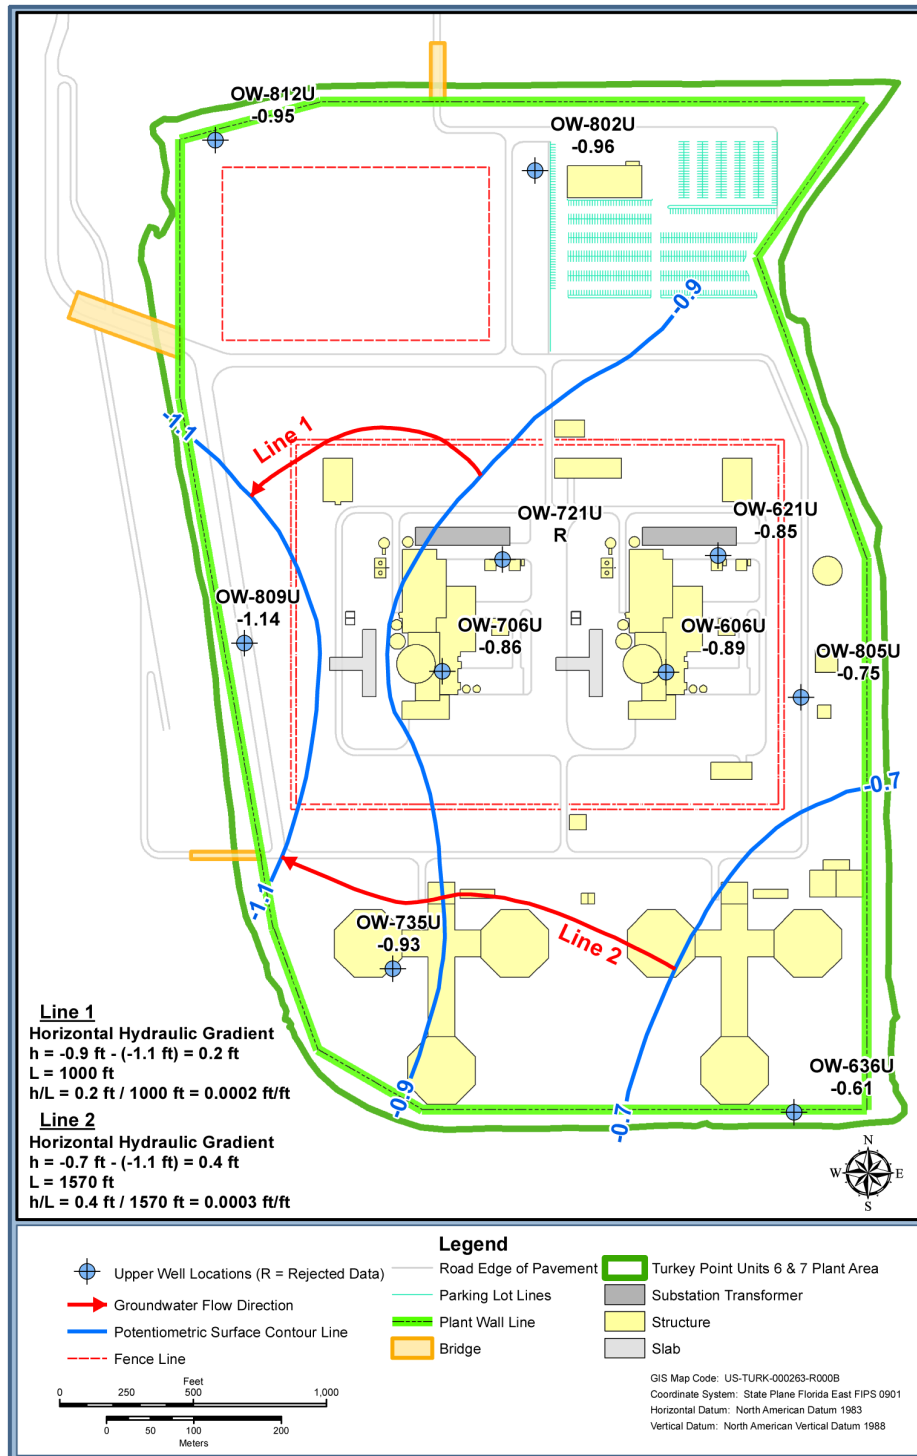 OW-812U
-0.95
OW-802U
-0.96
-0.9
-1.1
Line 1
OW-721U
R
OW-621U
-0.85
OW-809U
-1.14
OW-706U
-0.86
OW-606U
-0.89
OW-805U
-0.75
-0.7
-1.1
OW-735U
-0.93
Line 2
Line 1
Horizontal Hydraulic Gradient
h = -0.9 ft - (-1.1 ft) = 0.2 ft
L = 1000 ft
h/L = 0.2 ft / 1000 ft = 0.0002 ft/ft
Line 2
Horizontal Hydraulic Gradient
h = -0.7 ft - (-1.1 ft) = 0.4 ft
L = 1570 ft
h/L = 0.4 ft / 1570 ft = 0.0003 ft/ft
-0.9
-0.7
OW-636U
-0.61
N
W E
S
Legend
Upper Well Locations (R = Rejected Data)
Groundwater Flow Direction
Potentiometric Surface Contour Line
Fence Line
Road Edge of Pavement
Parking Lot Lines
Plant Wall Line
Bridge
Turkey Point Units 6 & 7 Plant Area
Substation Transformer
Structure
Slab
Feet
0 250 500 1,000
0 50 100 200
Meters
GIS Map Code: US-TURK-000263-R000B
Coordinate System: State Plane Florida East FIPS 0901
Horizontal Datum: North American Datum 1983
Vertical Datum: North American Vertical Datum 1988